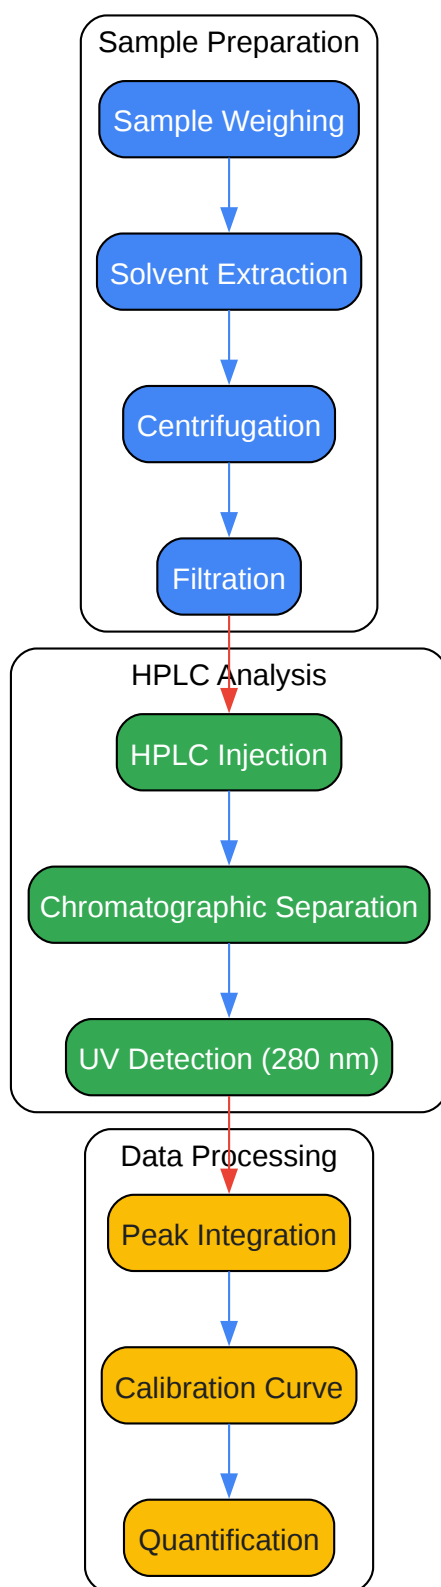 Sample Preparation
Sample Weighing
Solvent Extraction
Centrifugation
Filtration
HPLC Analysis
HPLC Injection
Chromatographic Separation
UV Detection (280 nm)
Data Processing
Peak Integration
Calibration Curve
Quantification